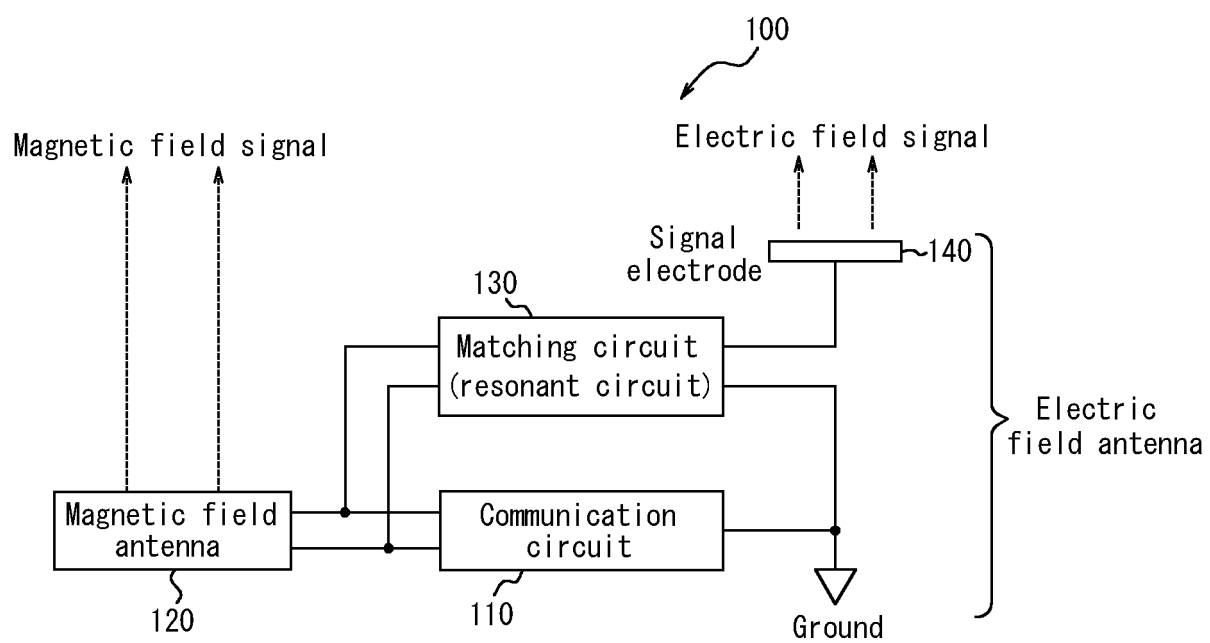 100
Magnetic field signal
Electric field signal
Signal
electrode
140
130
Matching circuit
(resonant circuit)
Electric
field antenna
Magnetic field
antenna
Communication
circuit
120
110
Ground